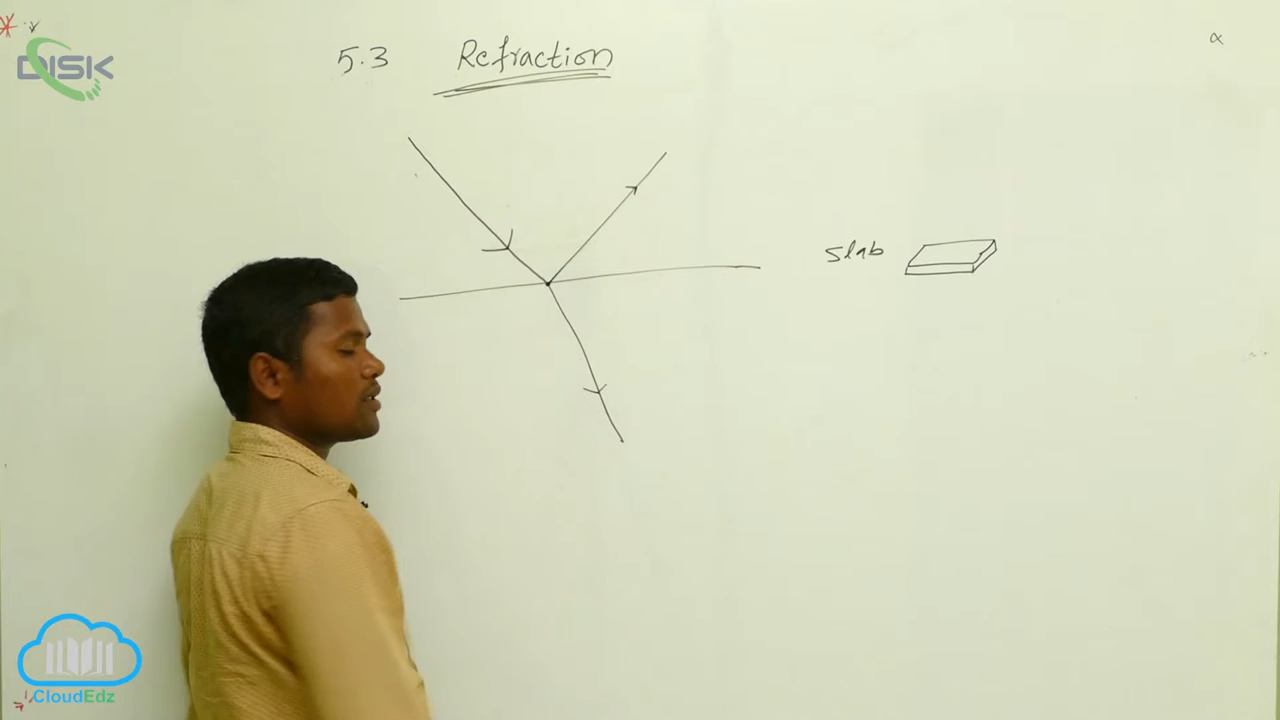 5.3 Refraction
DISK
α
slab
CloudEdz